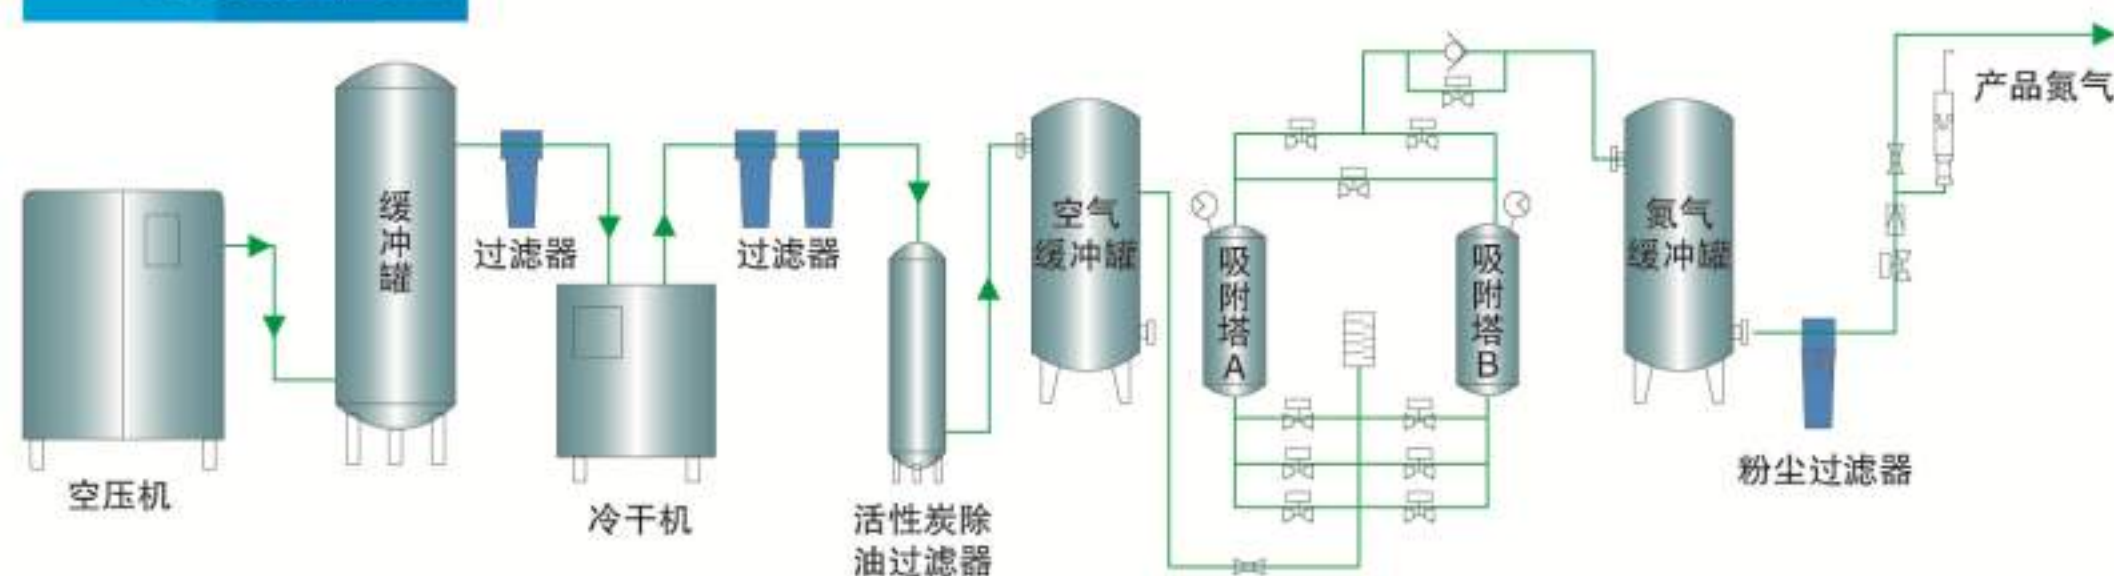 产品氮气
缓
冲
罐
空气
缓冲罐
氮气
缓冲罐
过滤器
过滤器
吸
附
塔
A
吸
附
塔
B
空压机
冷干机
活性炭除
油过滤器
粉尘过滤器